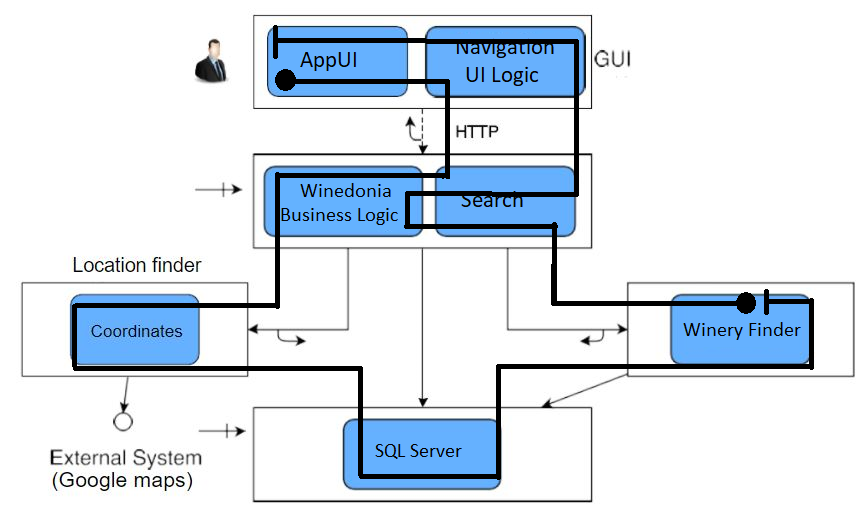 AppUI
Navigation
UI Logic
GUI
HTTP
Winedonia
Business Logic
Search
Location finder
Coordinates
Winery Finder
External System
(Google maps)
SQL Server